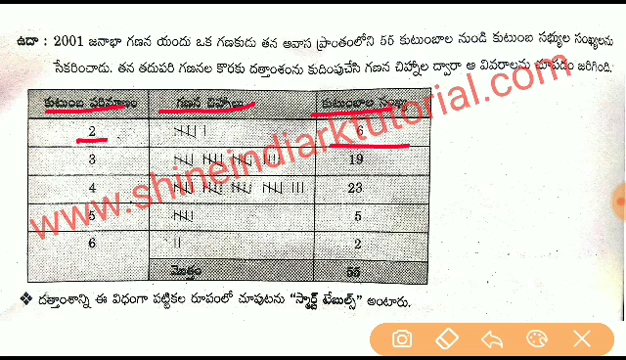 ఉదా : 2001 జనాభా గణన యందు ఒక గణకుడు తన ఆవాస ప్రాంతంలోని 55 కుటుంబాల నుండి కుటుంబ సభ్యుల సంఖ్యలను
సేకరించాడు. తన తదుపరి గణనల కొరకు దత్తాంశంను కుదింపుచేసి గణన చిహ్నాల ద్వారా ఆ వివరాలను చూపడం జరిగింది.
కుటుంబ పరిమాణం గణన చిహ్నాలు కుటుంబాల సంఖ్య
2 6
3 19
4 23
5 5
6 2
మొత్తం 55
❖ దత్తాంశాన్ని ఈ విధంగా పట్టికల రూపంలో చూపుటను "స్మార్ట్ టేబుల్స్" అంటారు.
www.shineindiarktutorial.com